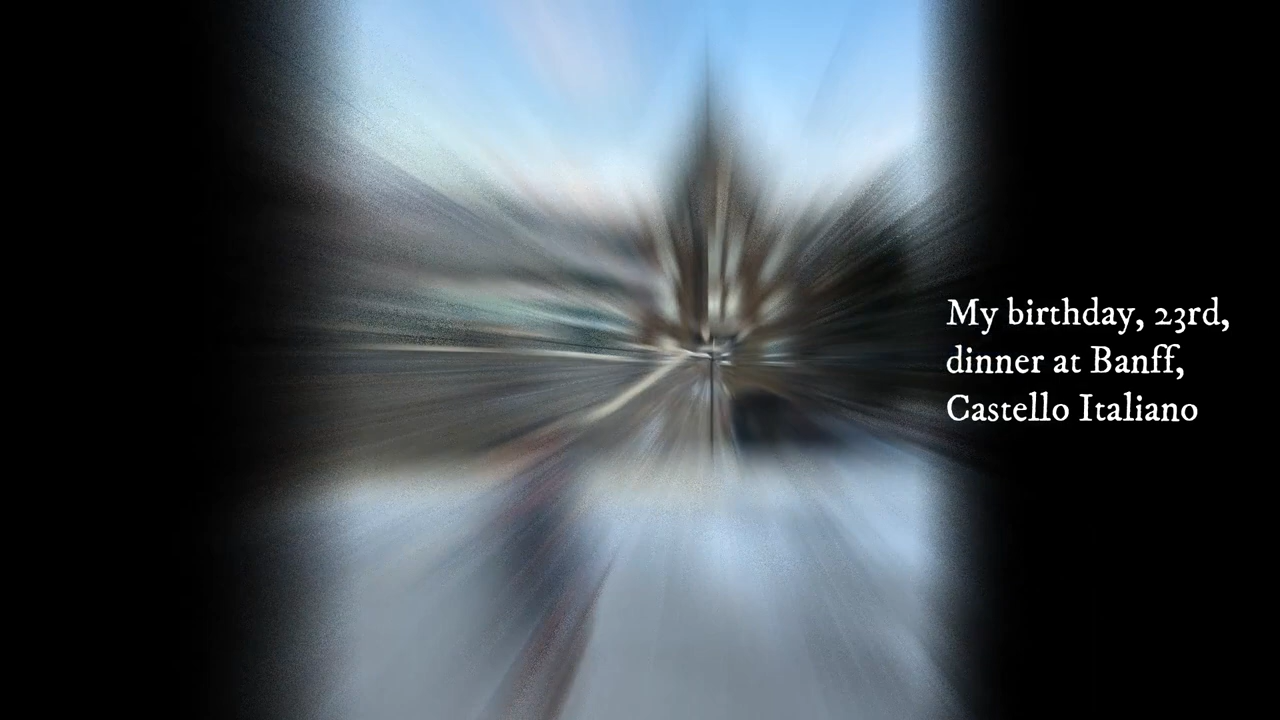 My birthday, 23rd,
dinner at Banff,
Castello Italiano